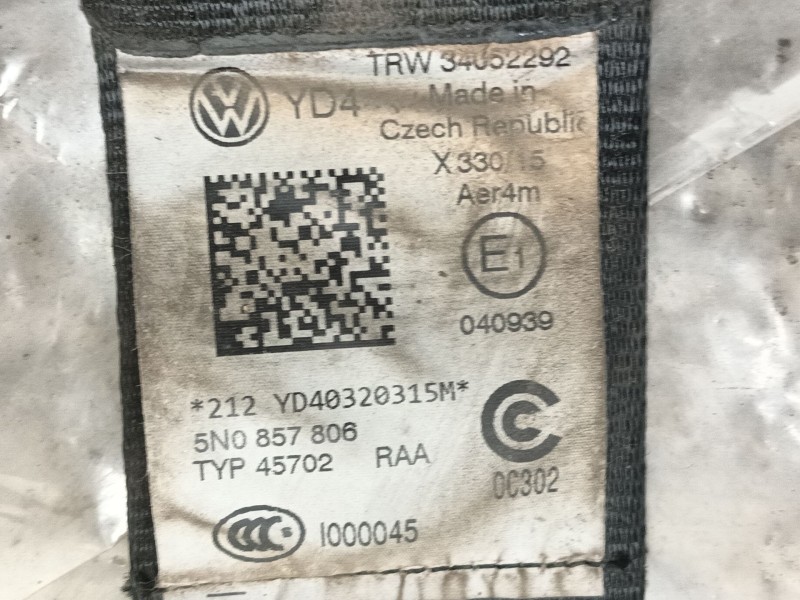 TRW 34052292
YD4
Made in
Czech Republic
X 330/15
Aer4m
E1
040939
*212 YD40320315M*
5N0 857 806
TYP 45702 RAA
0C302
I000045